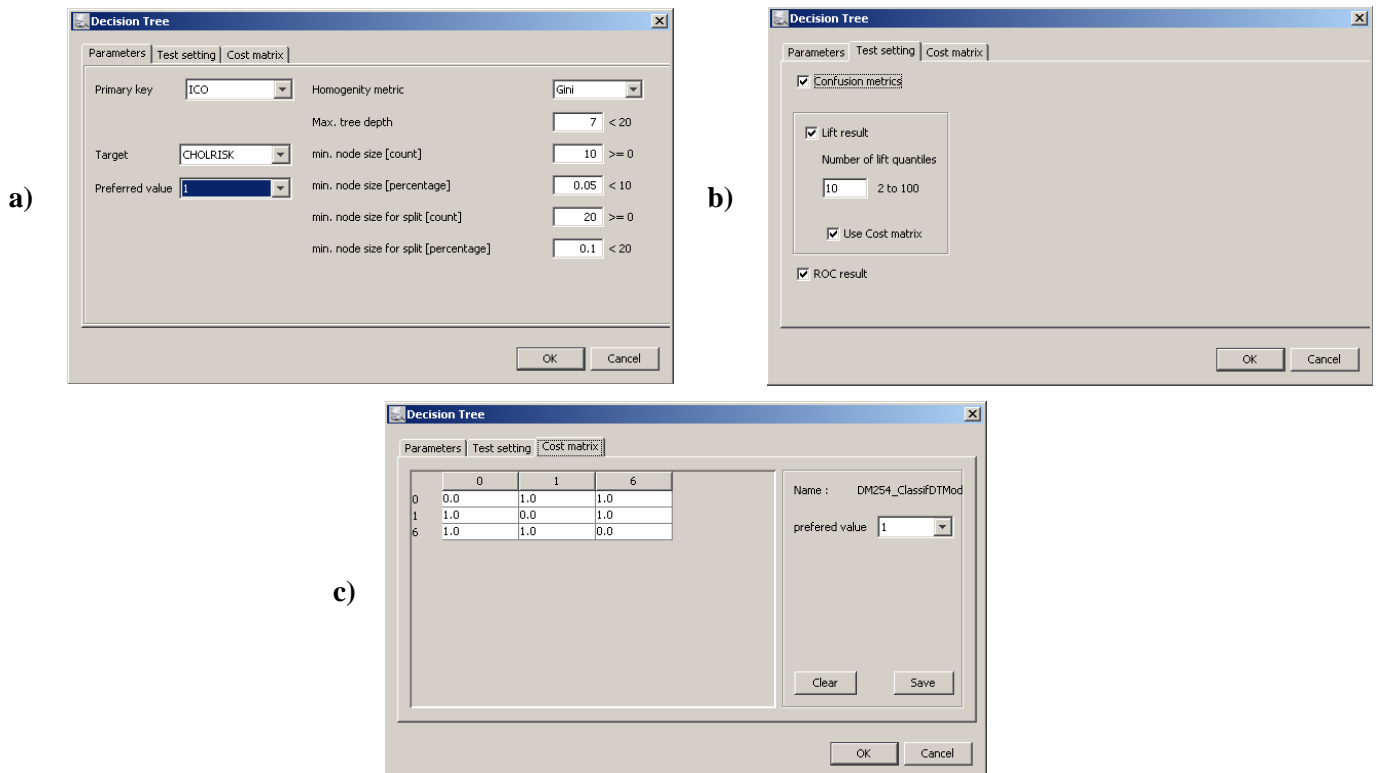 a)
Decision Tree
Parameters Test setting Cost matrix
Primary key ICO Homogenity metric Gini
Max. tree depth 7 < 20
Target CHOLRISK min. node size [count] 10 >= 0
Preferred value 1 min. node size [percentage] 0.05 < 10
min. node size for split [count] 20 >= 0
min. node size for split [percentage] 0.1 < 20
OK Cancel
b)
Decision Tree
Parameters Test setting Cost matrix
Confusion metrics
Lift result
Number of lift quantiles
10 2 to 100
Use Cost matrix
ROC result
OK Cancel
c)
Decision Tree
Parameters Test setting Cost matrix
0 1 6
0 0.0 1.0 1.0
1 1.0 0.0 1.0
6 1.0 1.0 0.0
Name : DM254_ClassifDTMod
prefered value 1
Clear Save
OK Cancel